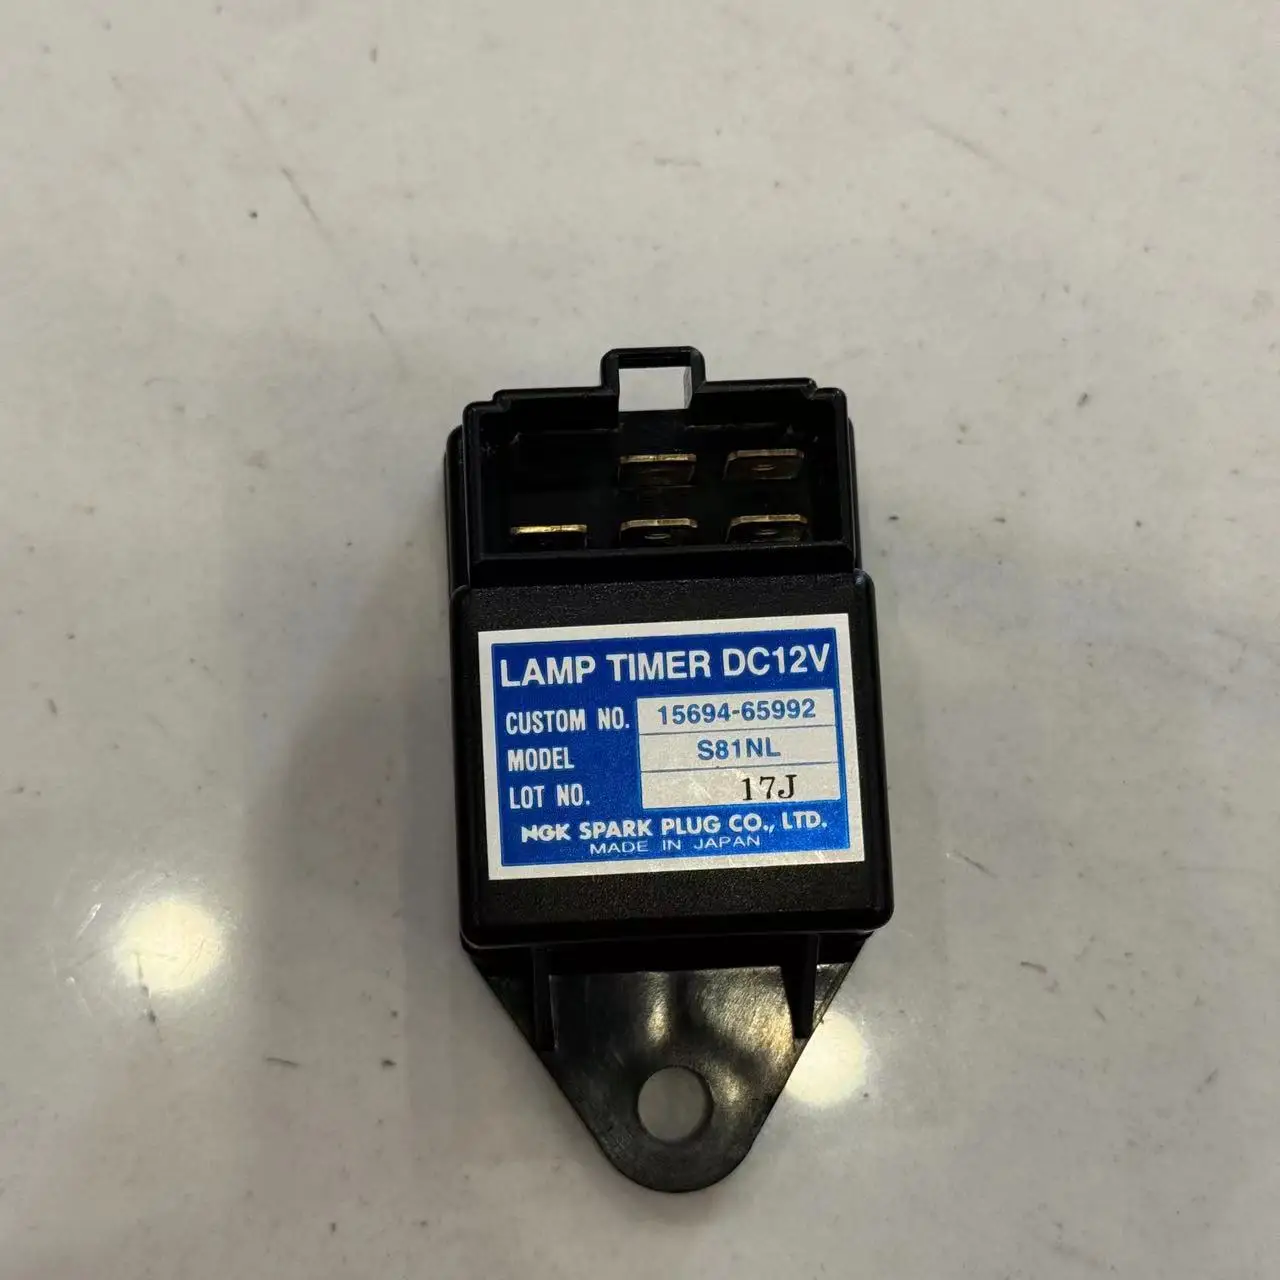 LAMP TIMER DC12V
CUSTOM NO. 15694-65992
MODEL S81NL
LOT NO. 17J
NGK SPARK PLUG CO., LTD.
MADE IN JAPAN